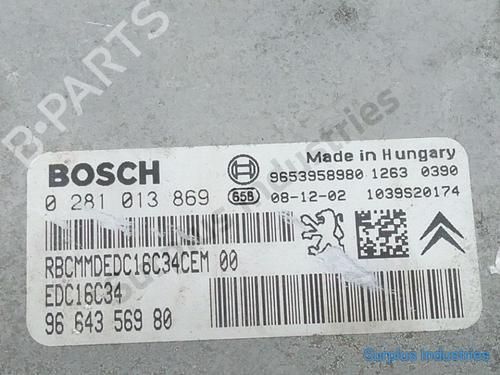 B-PARTS
BOSCH
Made in Hungary
9653958980 1263 0390
0 281 013 869
658 08-12-02 1039S20174
RBCMMDEDC16C34CEM 00
EDC16C34
96 643 569 80
Surplus Industries